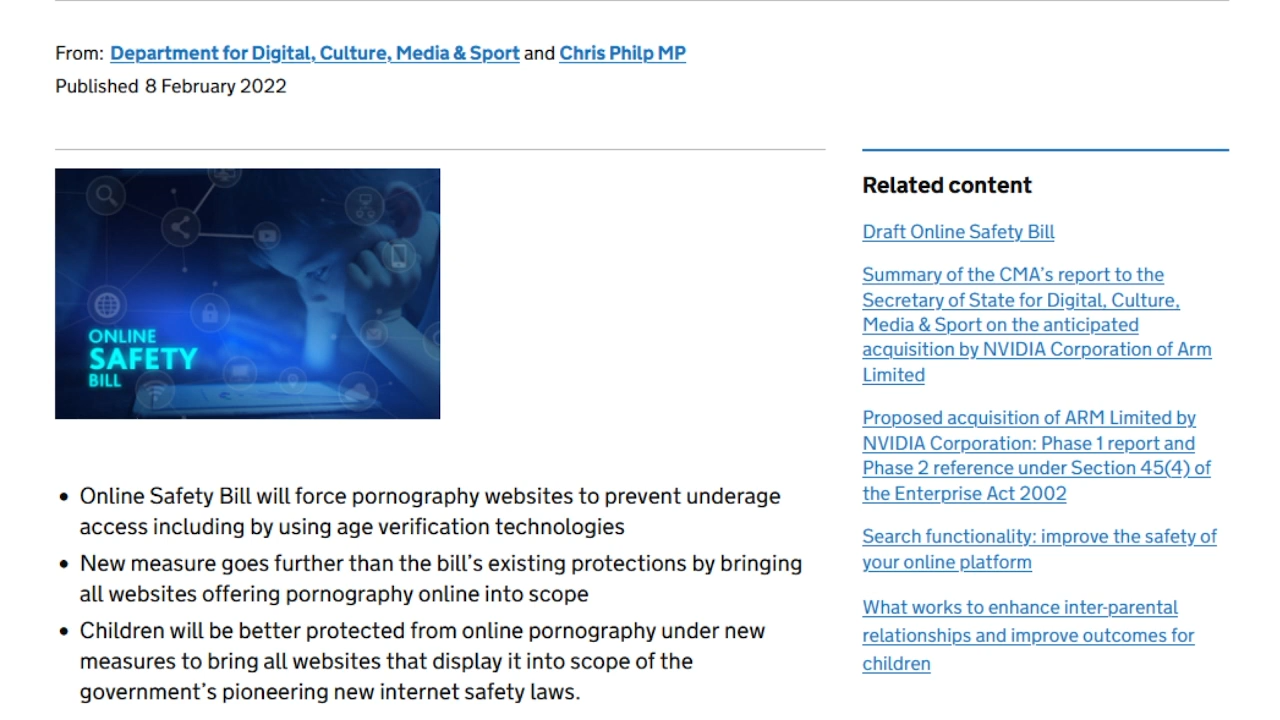 From: Department for Digital, Culture, Media & Sport and Chris Philp MP
Published 8 February 2022
ONLINE
SAFETY
BILL
Online Safety Bill will force pornography websites to prevent underage
access including by using age verification technologies
New measure goes further than the bill's existing protections by bringing
all websites offering pornography online into scope
Children will be better protected from online pornography under new
measures to bring all websites that display it into scope of the
government's pioneering new internet safety laws.
Related content
Draft Online Safety Bill
Summary of the CMA's report to the
Secretary of State for Digital, Culture,
Media & Sport on the anticipated
acquisition by NVIDIA Corporation of Arm
Limited
Proposed acquisition of ARM Limited by
NVIDIA Corporation: Phase 1 report and
Phase 2 reference under Section 45(4) of
the Enterprise Act 2002
Search functionality: improve the safety of
your online platform
What works to enhance inter-parental
relationships and improve outcomes for
children